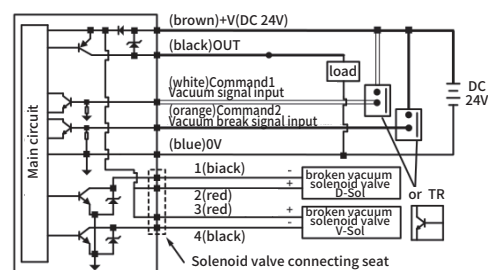 (brown)+V(DC 24V)
(black)OUT
load
(white)Command1
Vacuum signal input
(orange)Command2
Vacuum break signal input
DC
24V
Main circuit
(blue)0V
1(biack)
-
+
broken vacuum
solenoid valve
D-Sol
2(red)
or TR
3(red)
+
-
broken vacuum
solenoid valve
V-Sol
4(biack)
Solenoid valve connecting seat